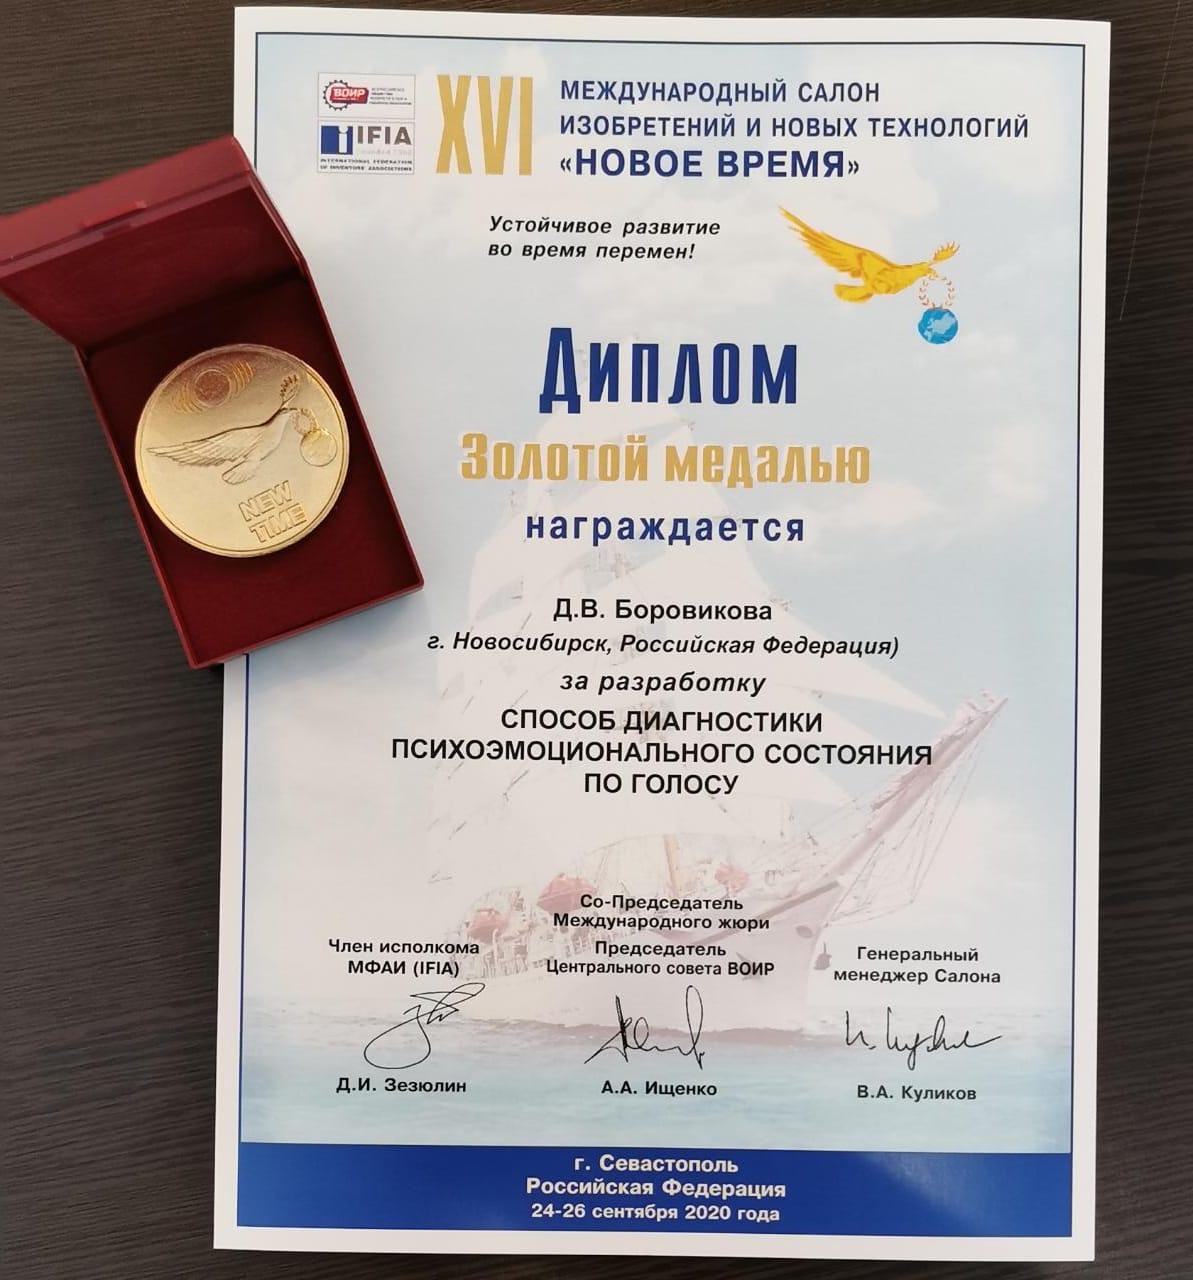 ВОИР
IFIA
INTERNATIONAL FEDERATION
OF INVENTORS' ASSOCIATIONS
XVI
МЕЖДУНАРОДНЫЙ САЛОН
ИЗОБРЕТЕНИЙ И НОВЫХ ТЕХНОЛОГИЙ
«НОВОЕ ВРЕМЯ»
Устойчивое развитие
во время перемен!
Диплом
Золотой медалью
награждается
NEW
TIME
Д.В. Боровикова
г. Новосибирск, Российская Федерация)
за разработку
СПОСОБ ДИАГНОСТИКИ
ПСИХОЭМОЦИОНАЛЬНОГО СОСТОЯНИЯ
ПО ГОЛОСУ
Член исполкома
МФАИ (IFIA)
Д.И. Зезюлин
Со-Председатель
Международного жюри
Председатель
Центрального совета ВОИР
А.А. Ищенко
Генеральный
менеджер Салона
В.А. Куликов
г. Севастополь
Российская Федерация
24-26 сентября 2020 года